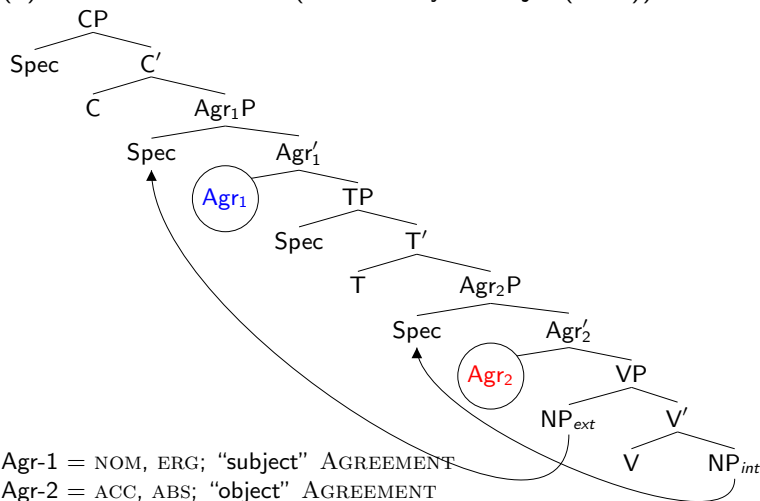 CP
Spec C′
C Agr₁P
Spec Agr′₁
Agr₁ TP
Spec T′
T Agr₂P
Spec Agr′₂
Agr₂ VP
NPₑₓₜ V′
V NPᵢₙₜ
Agr-1 = NOM, ERG; “subject” AGREEMENT
Agr-2 = ACC, ABS; “object” AGREEMENT